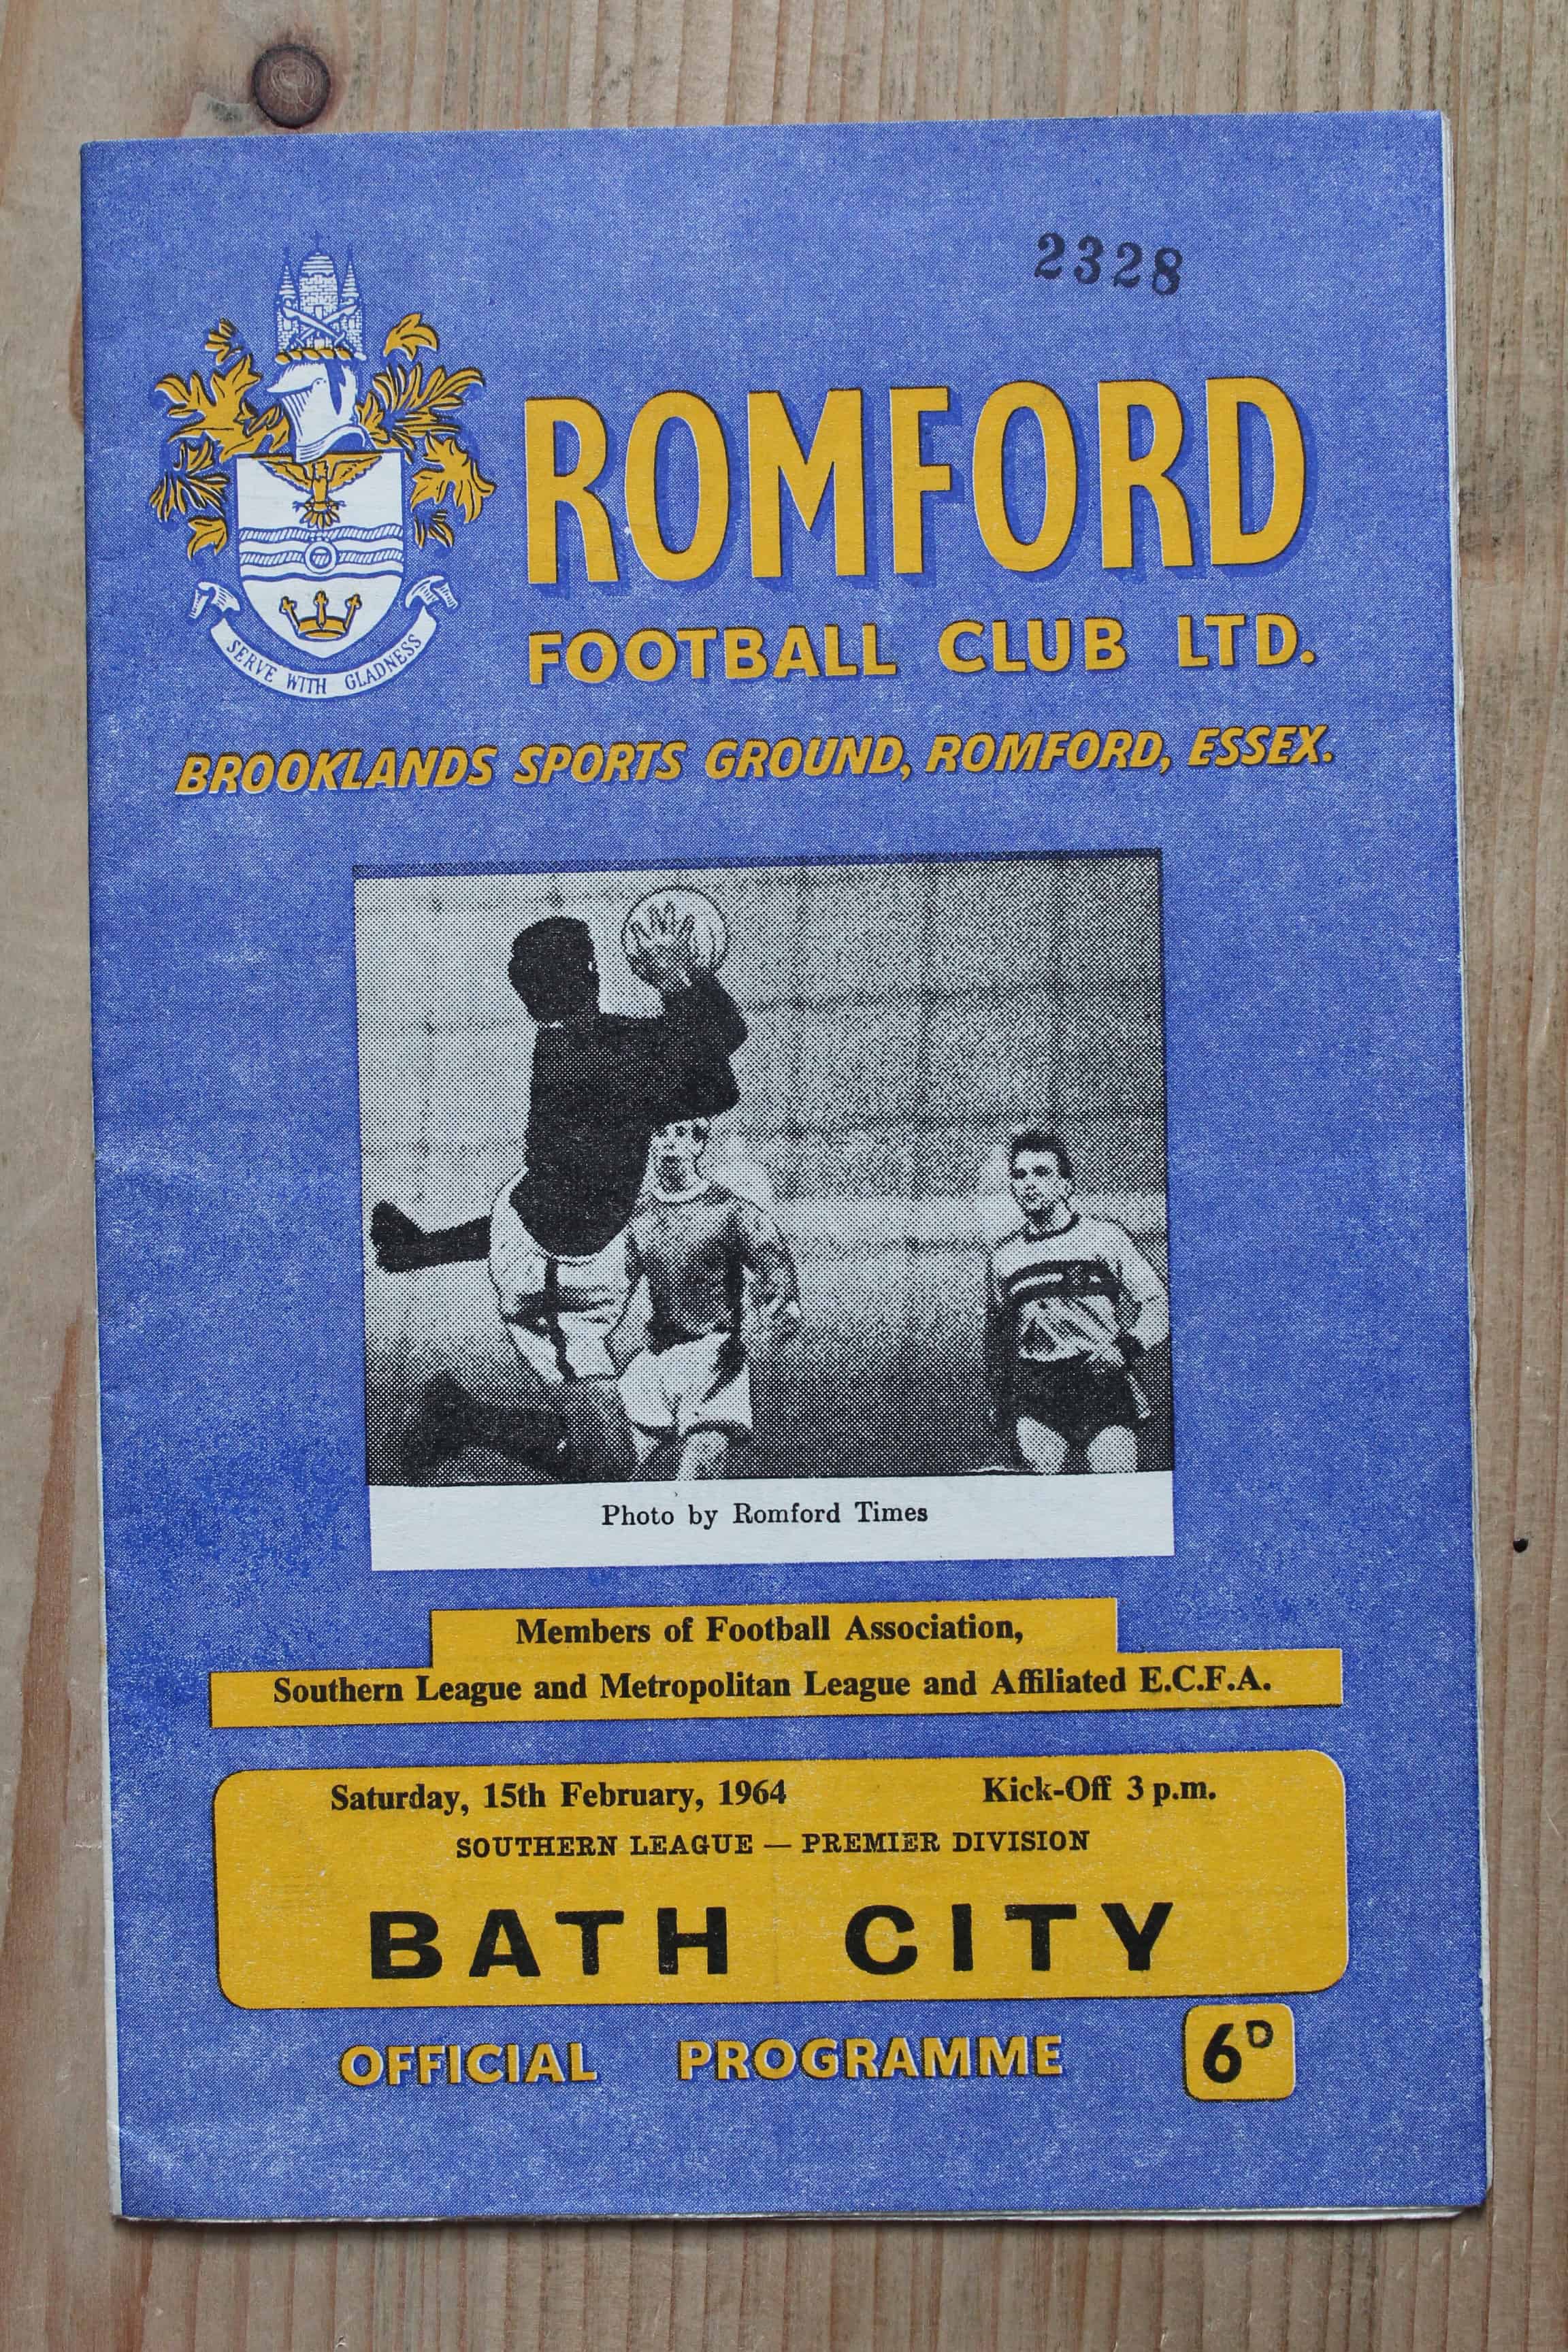 2328
ROMFORD
FOOTBALL CLUB LTD.
SERVE WITH GLADNESS
BROOKLANDS SPORTS GROUND, ROMFORD, ESSEX.
Photo by Romford Times
Members of Football Association,
Southern League and Metropolitan League and Affiliated E.C.F.A.
Saturday, 15th February, 1964 Kick-Off 3 p.m.
SOUTHERN LEAGUE — PREMIER DIVISION
BATH CITY
OFFICIAL PROGRAMME 6D